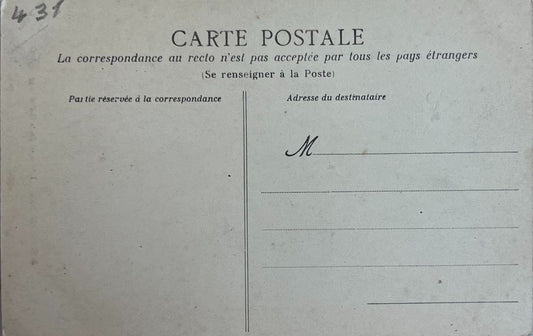 431
CARTE POSTALE
La correspondance au recto n'est pas acceptée par tous les pays étrangers
(Se renseigner à la Poste)
Partie réservée à la correspondance
Adresse du destinataire
M